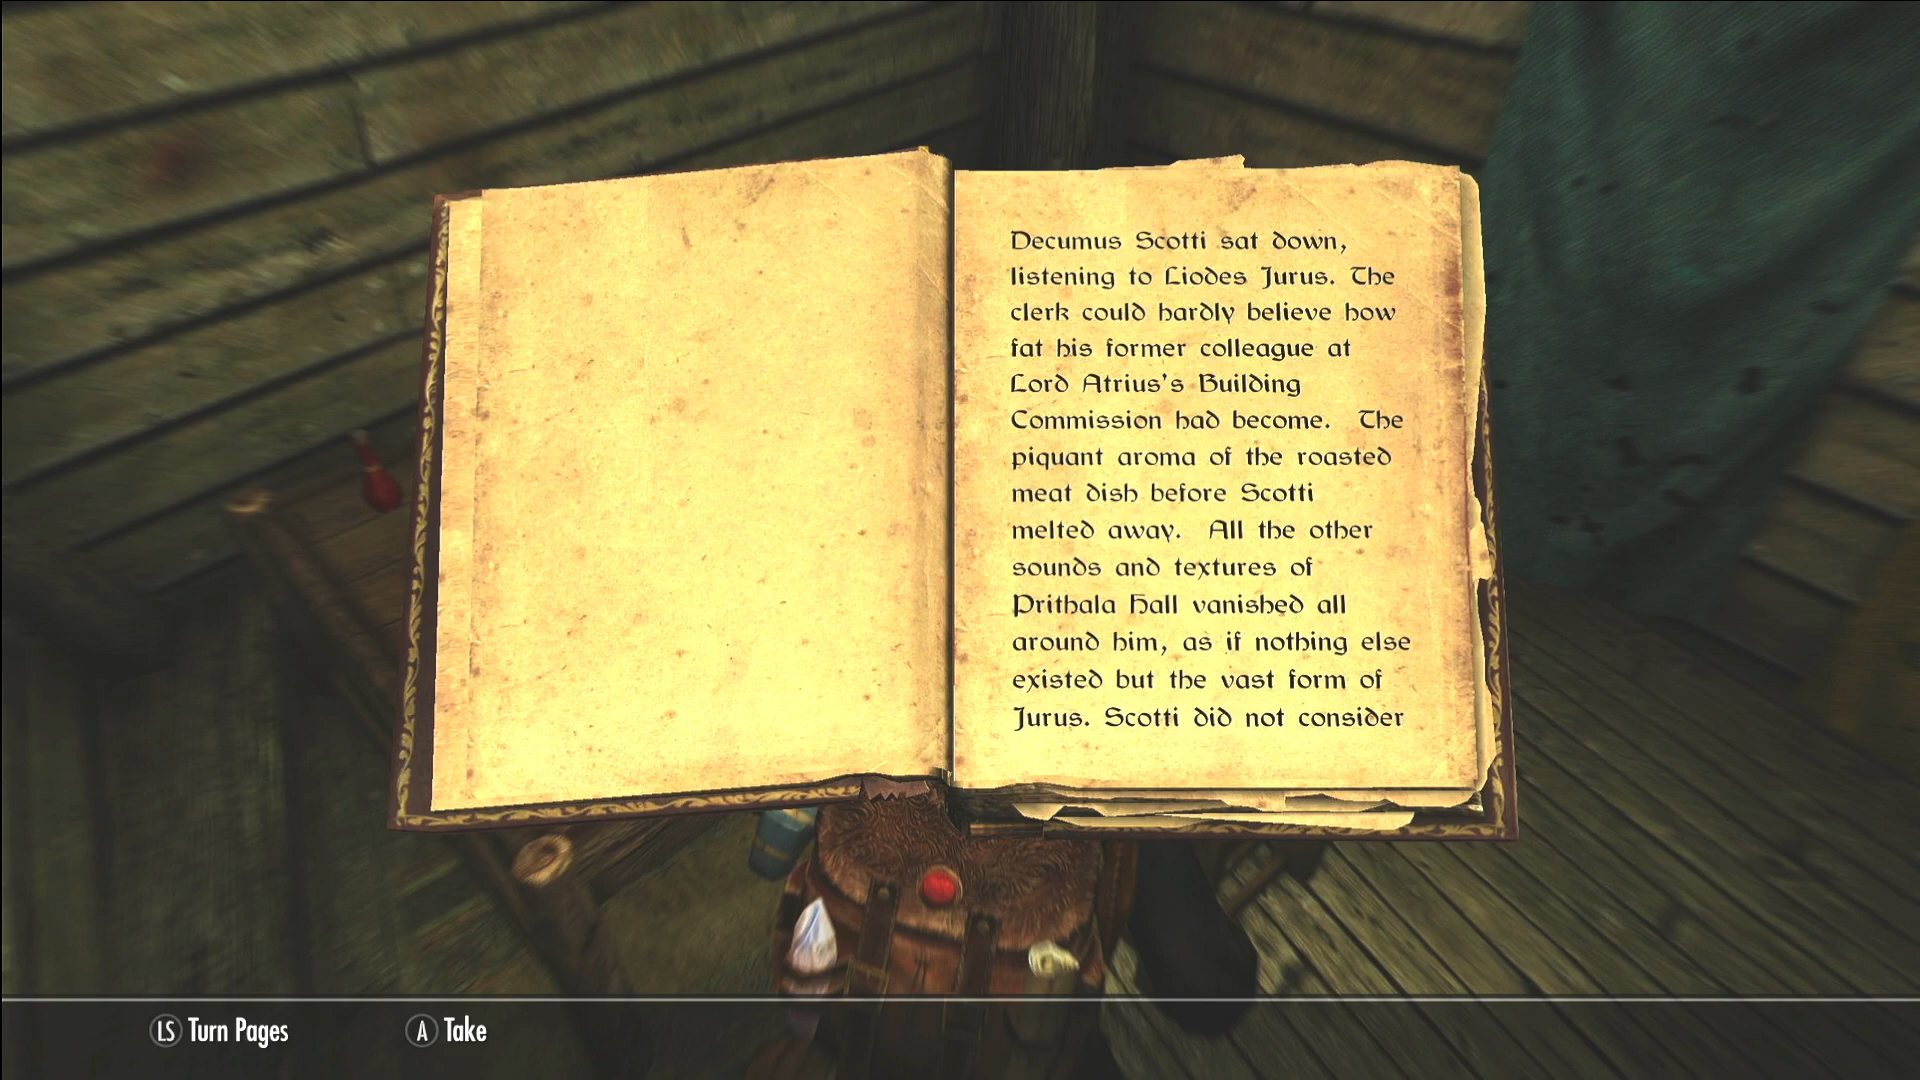 Decumus Scotti sat down,
listening to Liodes Jurus. The
clerk could hardly believe how
fat his former colleague at
Lord Atrius's Building
Commission had become. The
piquant aroma of the roasted
meat dish before Scotti
melted away. All the other
sounds and textures of
Prithala Hall vanished all
around him, as if nothing else
existed but the vast form of
Jurus. Scotti did not consider
LS Turn Pages
A Take